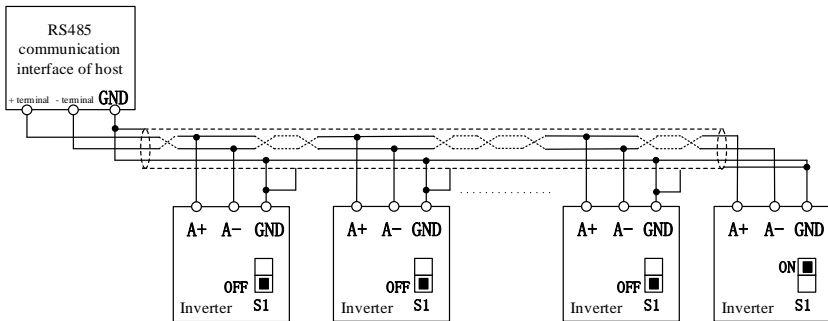 RS485
communication
interface of host
+ terminal - terminal GND
A+ A- GND
OFF
Inverter S1
A+ A- GND
OFF
Inverter S1
A+ A- GND
OFF
Inverter S1
A+ A- GND
ON
Inverter S1